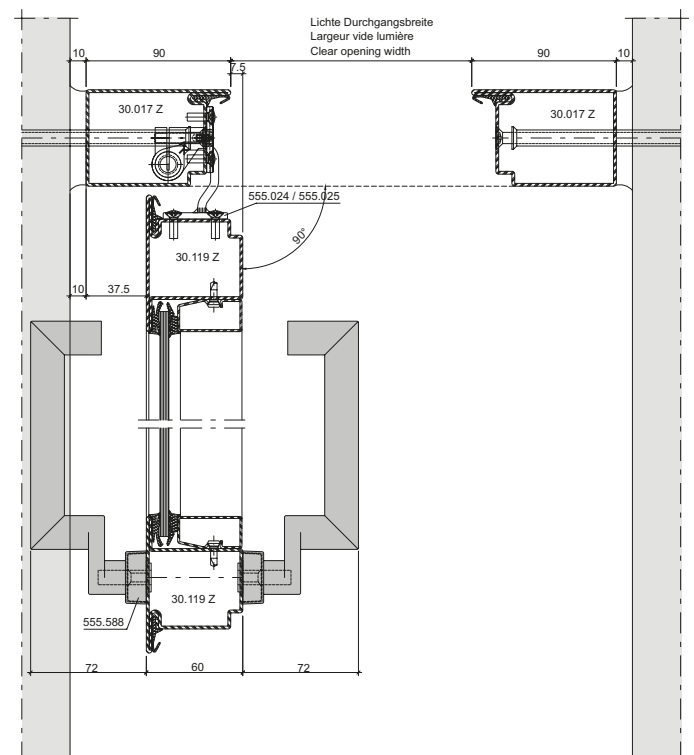 Lichte Durchgangsbreite
Largeur vide lumière
Clear opening width
10
90
7.5
90
10
30.017 Z
30.017 Z
555.024 / 555.025
90°
30.119 Z
10
37.5
30.119 Z
555.588
72
60
72